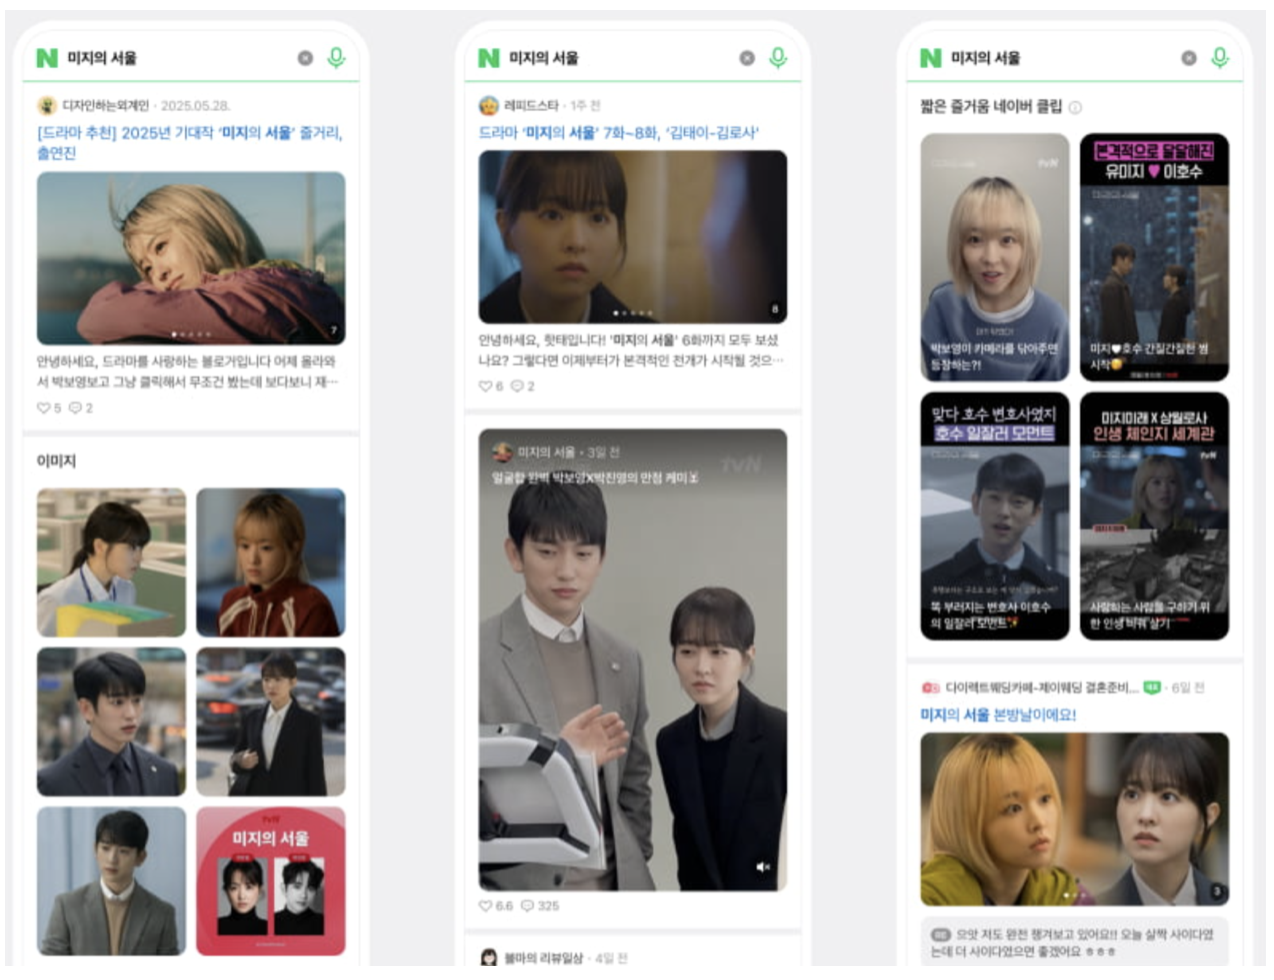 N 미지의 서울
디자인하는외계인 · 2025.05.28.
[드라마 추천] 2025년 기대작 ‘미지의 서울’ 줄거리,
출연진
7
안녕하세요, 드라마를 사랑하는 블로거입니다 어제 올라와
서 박보영보고 그냥 클릭해서 무조건 봤는데 보다보니 재…
5 2
이미지
tvN
미지의 서울
N 미지의 서울
레피드스타 · 1주 전
드라마 ‘미지의 서울’ 7화~8화, ‘김태이-김로사’
8
안녕하세요, 핫태입니다! ‘미지의 서울’ 6화까지 모두 보셨
나요? 그렇다면 이제부터가 본격적인 전개가 시작될 것으…
6 2
미지의 서울 · 3일 전
tvN
얼굴합 완벽 박보영X박진영의 만점 케미
6.6 325
불마의 리뷰일상 · 4일 전
N 미지의 서울
짧은 즐거움 네이버 클립
tvN
박보영이 카메라를 닦아주면
등장하는?!
본격적으로 달달해진
유미지 ♥ 이호수
미지♥호수 간질간질한 썸
시작
맞다 호수 변호사였지
호수 일잘러 모먼트
똑 부러지는 변호사 이호수
의 일잘러 모먼트
미지미래 X 상월로사
인생 체인지 세계관
tvN
사랑하는 사람을 구하기 위
한 인생 바꿔 살기
다이렉트웨딩카페-제이웨딩 결혼준비... 대표 · 6일 전
미지의 서울 본방날이에요!
3
으앗 저도 완전 챙겨보고 있어요!! 오늘 살짝 사이다였
는데 더 사이다였으면 좋겠어요 ㅎㅎㅎ